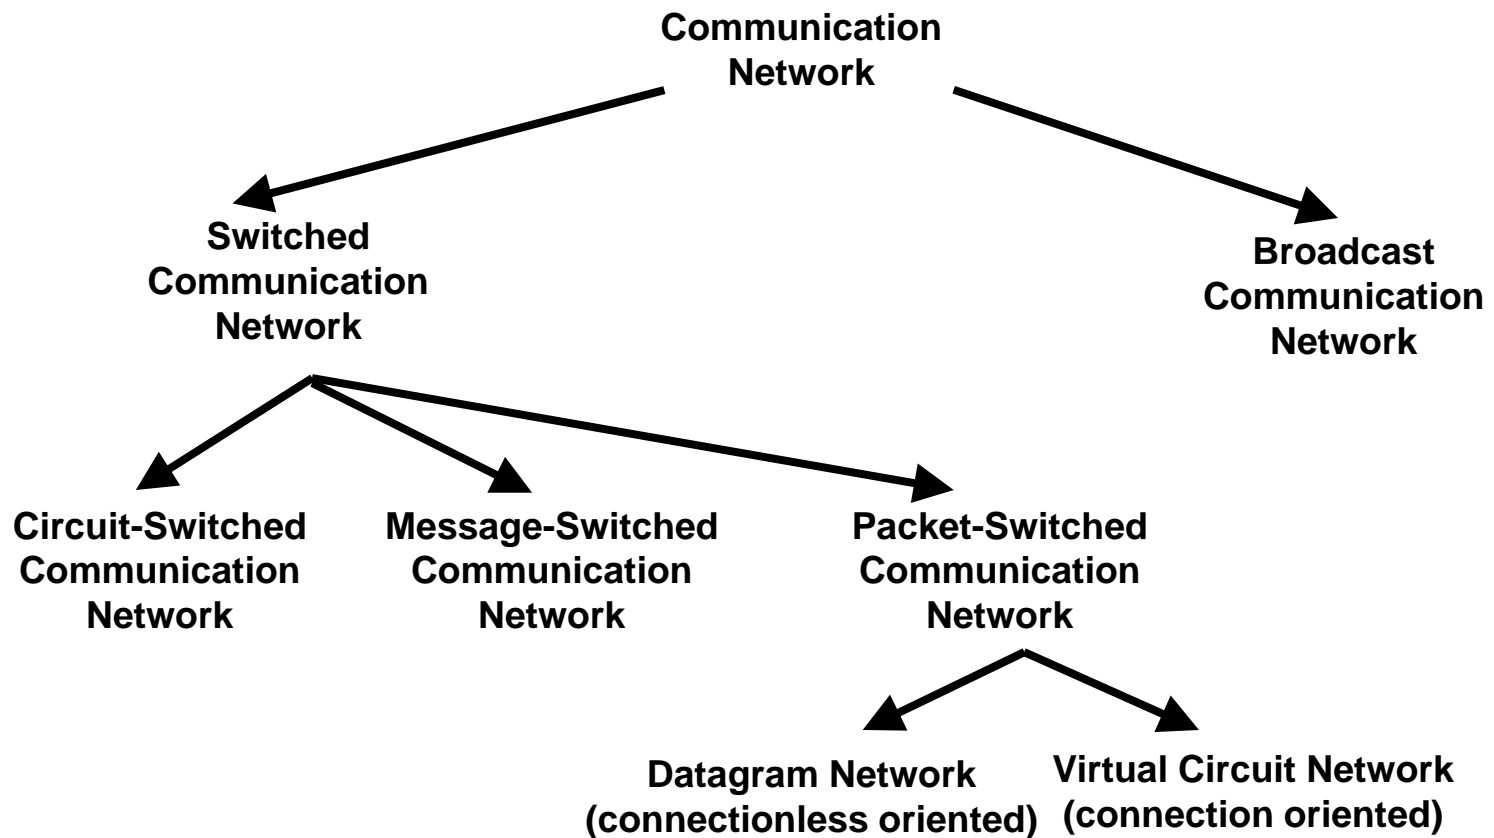 Communication
Network
Switched
Communication
Network
Broadcast
Communication
Network
Circuit-Switched
Communication
Network
Message-Switched
Communication
Network
Packet-Switched
Communication
Network
Datagram Network
(connectionless oriented)
Virtual Circuit Network
(connection oriented)